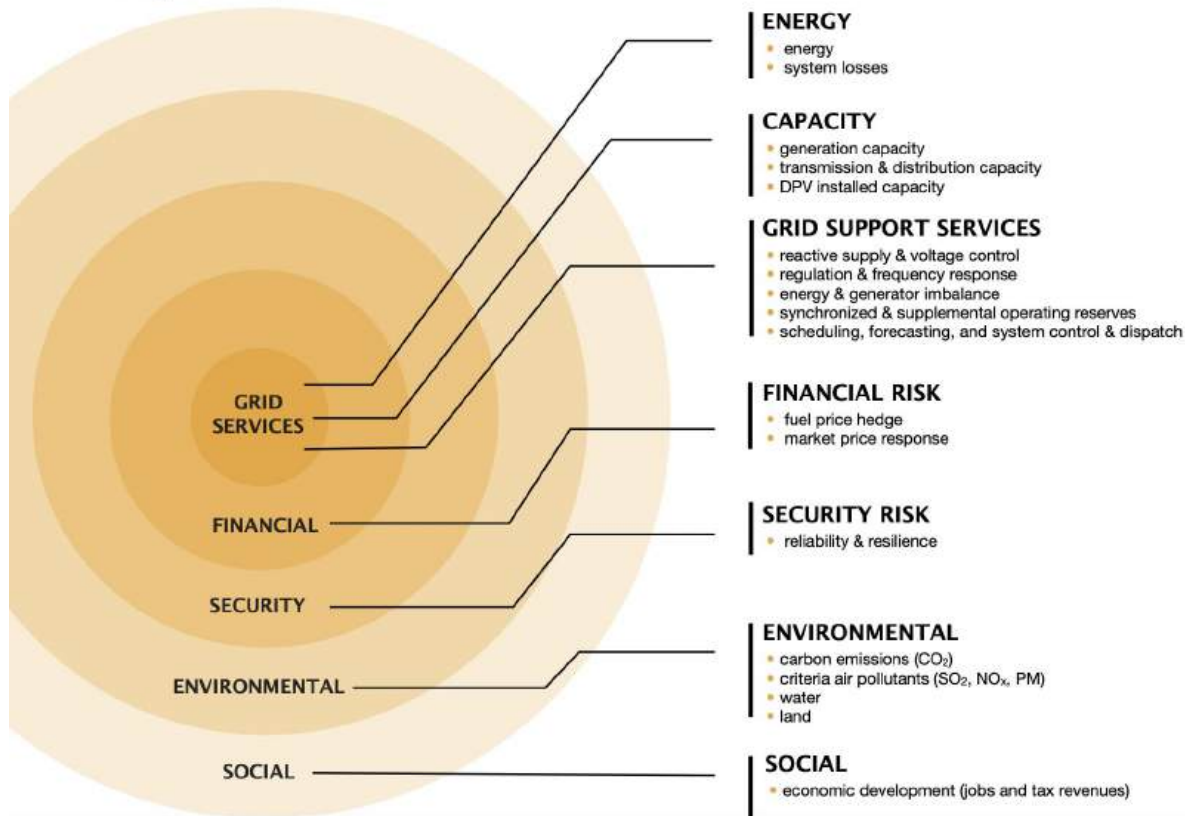 ENERGY
• energy
• system losses
CAPACITY
• generation capacity
• transmission & distribution capacity
• DPV installed capacity
GRID SUPPORT SERVICES
• reactive supply & voltage control
• regulation & frequency response
• energy & generator imbalance
• synchronized & supplemental operating reserves
• scheduling, forecasting, and system control & dispatch
GRID
SERVICES
FINANCIAL RISK
• fuel price hedge
• market price response
FINANCIAL
SECURITY RISK
• reliability & resilience
SECURITY
ENVIRONMENTAL
• carbon emissions (CO₂)
• criteria air pollutants (SO₂, NOₓ, PM)
• water
• land
ENVIRONMENTAL
SOCIAL
• economic development (jobs and tax revenues)
SOCIAL